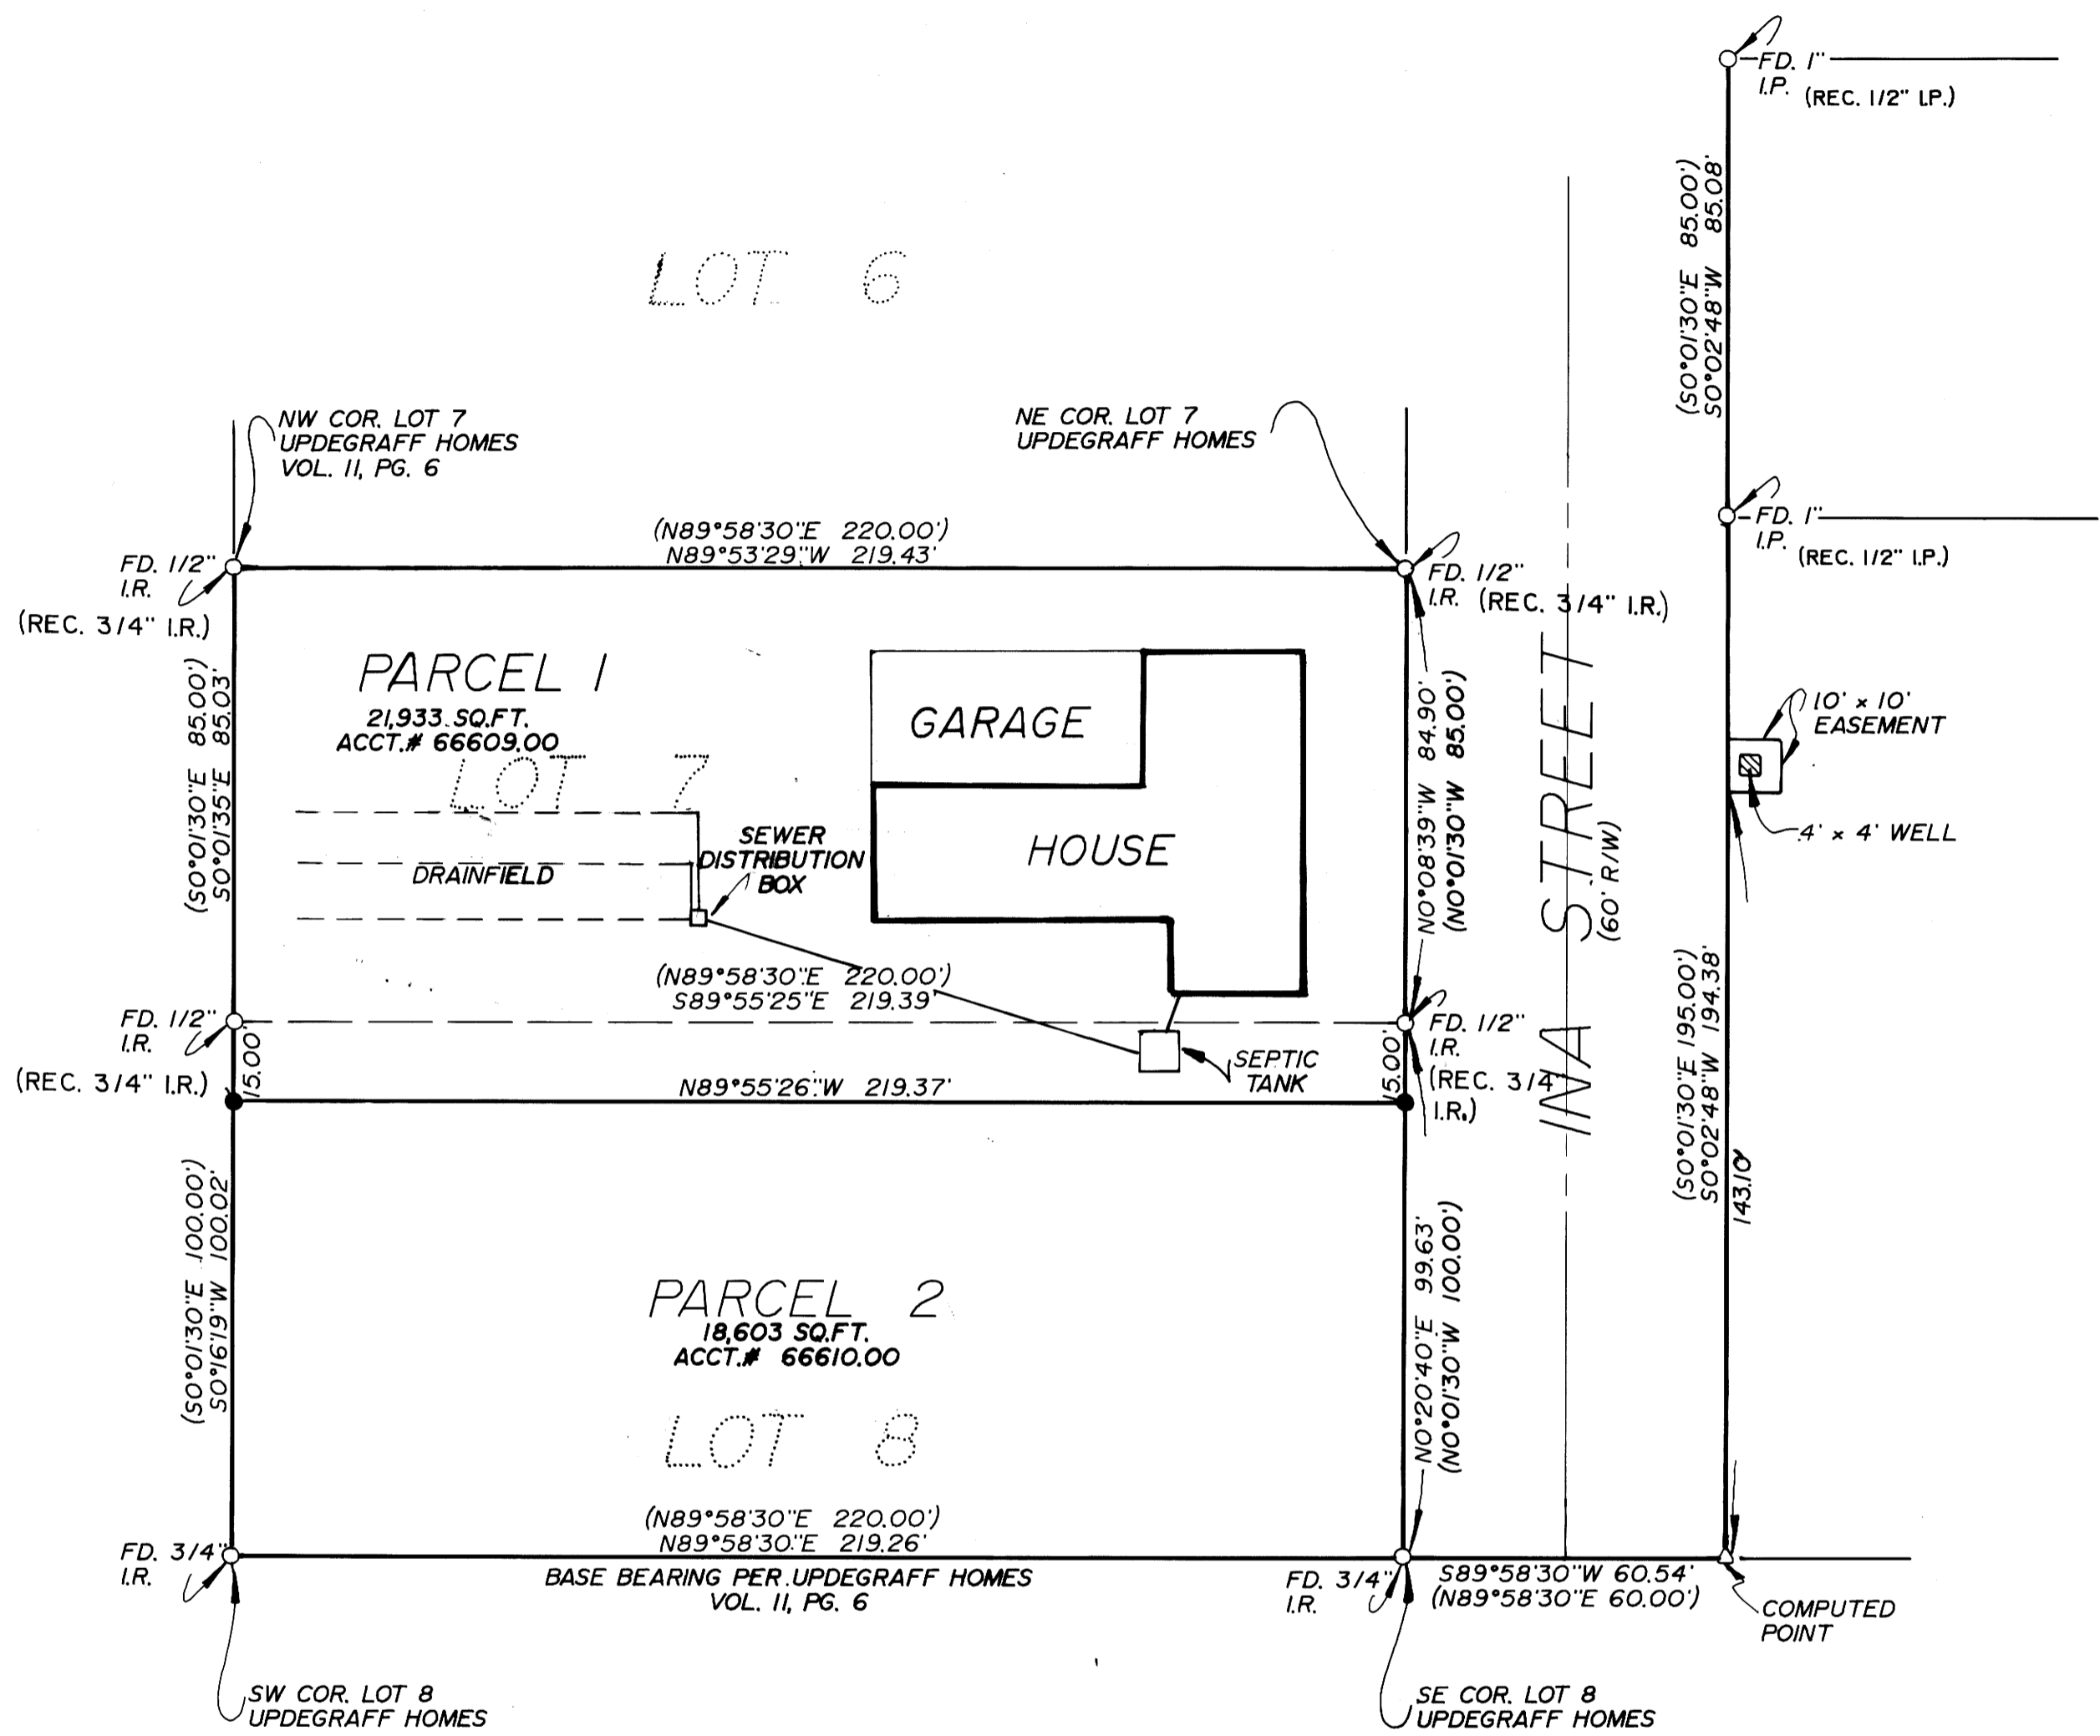 FD. 1"
I.P. (REC. 1/2" I.P.)
(S0°01'30"E 85.00')
S0°02'48"W 85.08'
LOT 6
NW COR. LOT 7
UPDEGRAFF HOMES
VOL. 11, PG. 6
NE COR. LOT 7
UPDEGRAFF HOMES
FD. 1"
I.P. (REC. 1/2" I.P.)
(N89°58'30"E 220.00')
N89°53'29"W 219.43'
FD. 1/2"
I.R.
(REC. 3/4" I.R.)
FD. 1/2"
I.R. (REC. 3/4" I.R.)
PARCEL 1
21,933 SQ.FT.
ACCT.# 66609.00
LOT 7
(S0°01'30"E 85.00')
S0°01'35"E 85.03'
GARAGE
HOUSE
SEWER
DISTRIBUTION
BOX
DRAINFIELD
N0°08'39"W 84.90'
(N0°01'30"W 85.00')
INA STREET
(60' R/W)
10' x 10'
EASEMENT
4' x 4' WELL
(N89°58'30"E 220.00')
S89°55'25"E 219.39'
FD. 1/2"
I.R.
(REC. 3/4" I.R.)
15.00'
FD. 1/2"
I.R.
(REC. 3/4"
I.R.)
15.00'
SEPTIC
TANK
N89°55'26"W 219.37'
(S0°01'30"E 195.00')
S0°02'48"W 194.38'
143.10'
(S0°01'30"E 100.00')
S0°16'19"W 100.02'
PARCEL 2
18,603 SQ.FT.
ACCT.# 66610.00
LOT 8
N0°20'40"E 99.63'
(N0°01'30"W 100.00')
(N89°58'30"E 220.00')
N89°58'30"E 219.26'
BASE BEARING PER UPDEGRAFF HOMES
VOL. 11, PG. 6
FD. 3/4"
I.R.
FD. 3/4"
I.R.
S89°58'30"W 60.54'
(N89°58'30"E 60.00')
COMPUTED
POINT
SW COR. LOT 8
UPDEGRAFF HOMES
SE COR. LOT 8
UPDEGRAFF HOMES